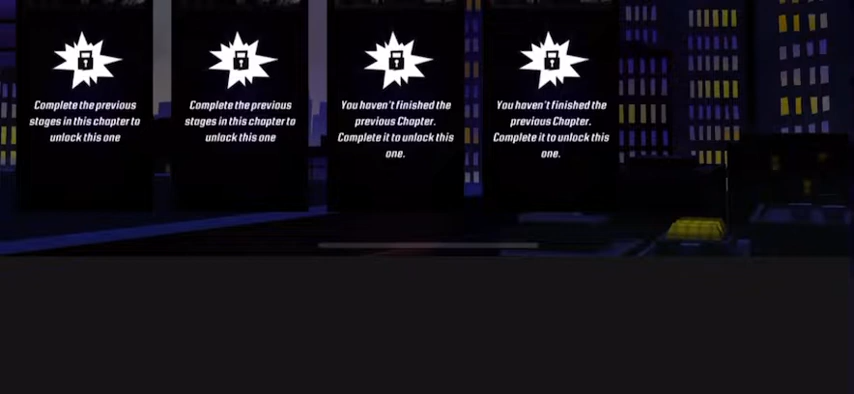 Complete the previous
stages in this chapter to
unlock this one
Complete the previous
stages in this chapter to
unlock this one
You haven't finished the
previous Chapter.
Complete it to unlock this
one.
You haven't finished the
previous Chapter.
Complete it to unlock this
one.